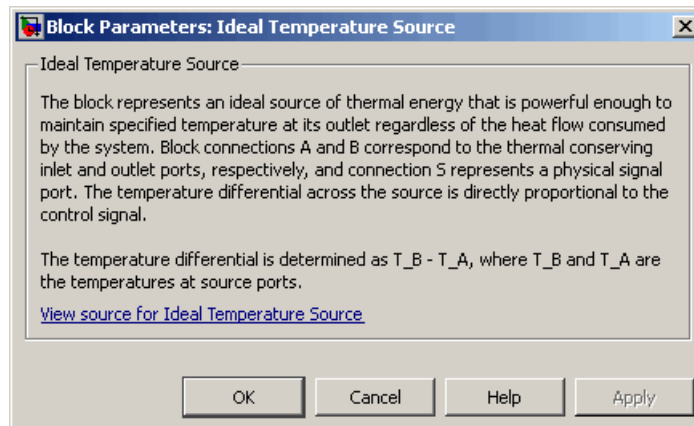 Block Parameters: Ideal Temperature Source
Ideal Temperature Source
The block represents an ideal source of thermal energy that is powerful enough to
maintain specified temperature at its outlet regardless of the heat flow consumed
by the system. Block connections A and B correspond to the thermal conserving
inlet and outlet ports, respectively, and connection S represents a physical signal
port. The temperature differential across the source is directly proportional to the
control signal.
The temperature differential is determined as T_B - T_A, where T_B and T_A are
the temperatures at source ports.
View source for Ideal Temperature Source
OK Cancel Help Apply